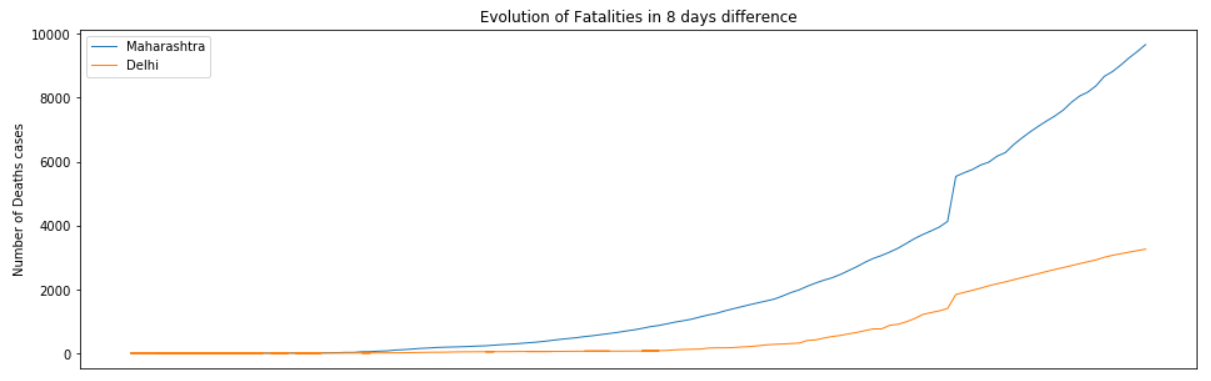 Evolution of Fatalities in 8 days difference
Number of Deaths cases
10000
8000
6000
4000
2000
0
Maharashtra
Delhi